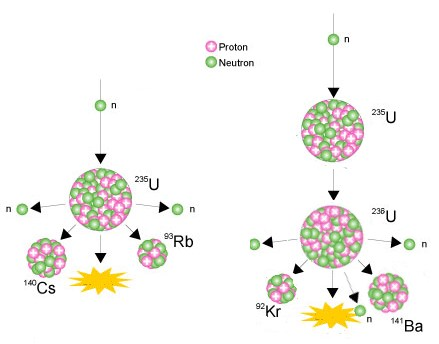 n
Proton
Neutron
n
235U
235U
n
n
93Rb
140Cs
236U
n
92Kr
n
141Ba